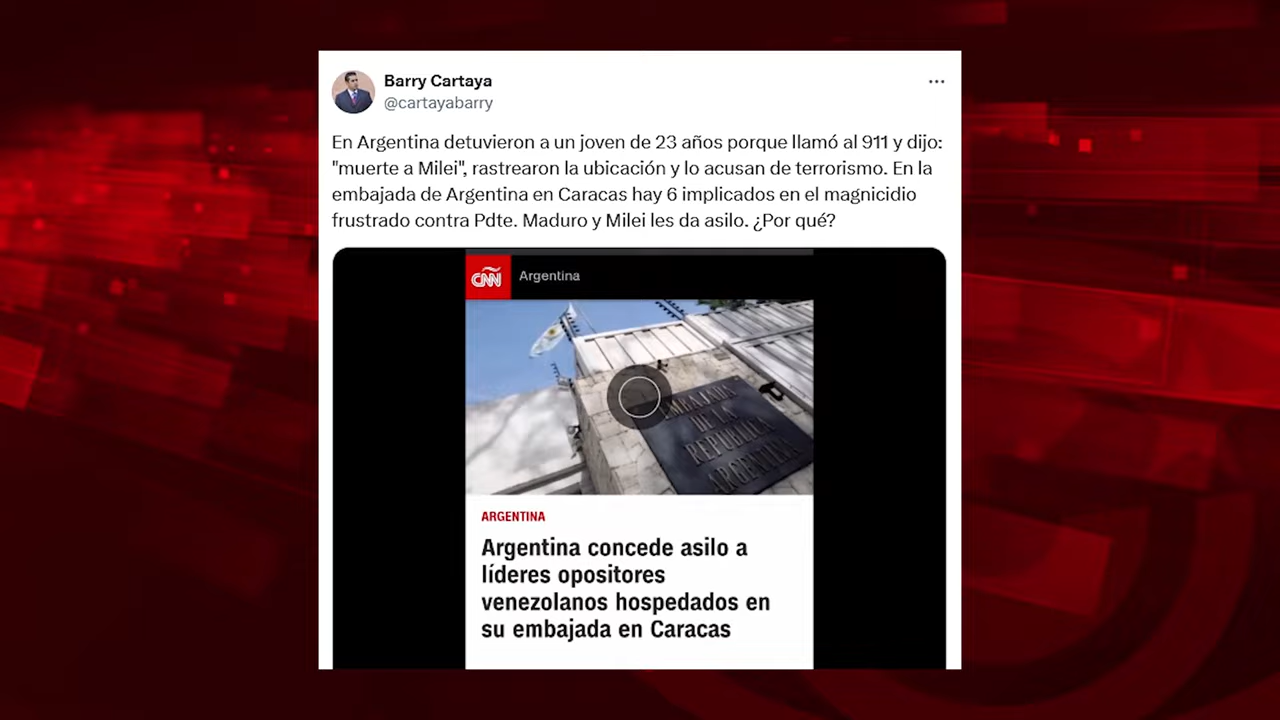 Barry Cartaya
@cartayabarry
En Argentina detuvieron a un joven de 23 años porque llamó al 911 y dijo:
"muerte a Milei", rastrearon la ubicación y lo acusan de terrorismo. En la
embajada de Argentina en Caracas hay 6 implicados en el magnicidio
frustrado contra Pdte. Maduro y Milei les da asilo. ¿Por qué?
CNN Argentina
EMBAJADA
DE LA
REPUBLICA
ARGENTINA
ARGENTINA
Argentina concede asilo a
líderes opositores
venezolanos hospedados en
su embajada en Caracas